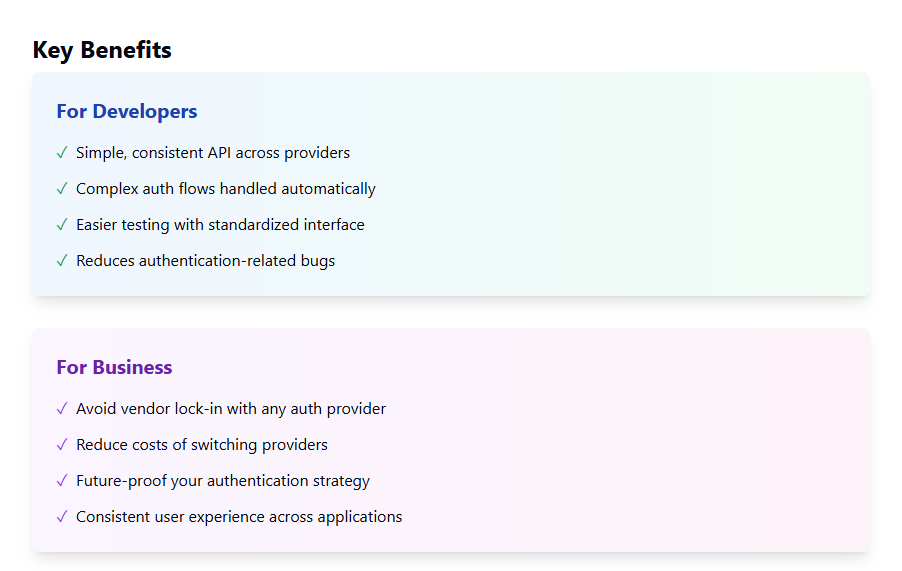 Key Benefits
For Developers
✓ Simple, consistent API across providers
✓ Complex auth flows handled automatically
✓ Easier testing with standardized interface
✓ Reduces authentication-related bugs
For Business
✓ Avoid vendor lock-in with any auth provider
✓ Reduce costs of switching providers
✓ Future-proof your authentication strategy
✓ Consistent user experience across applications